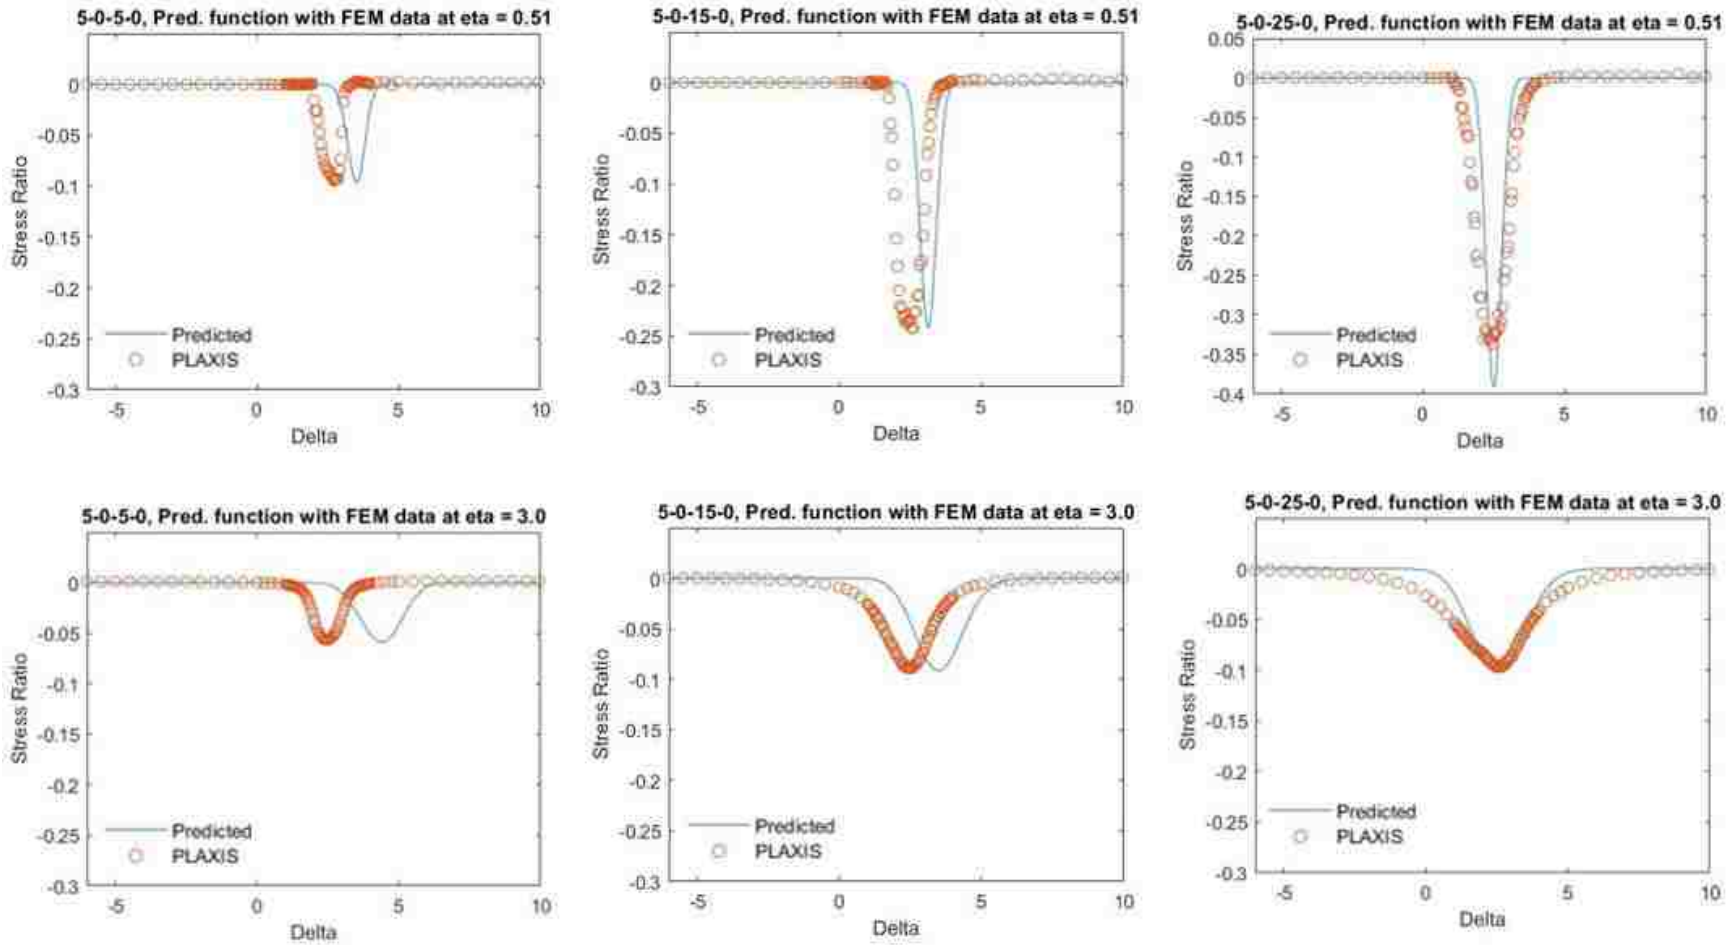 5-0-5-0, Pred. function with FEM data at eta = 0.51
0
-0.05
-0.1
-0.15
-0.2
-0.25
-0.3
Stress Ratio
Predicted
PLAXIS
-5
0
5
10
Delta
5-0-15-0, Pred. function with FEM data at eta = 0.51
0
-0.05
-0.1
-0.15
-0.2
-0.25
-0.3
Stress Ratio
Predicted
PLAXIS
-5
0
5
10
Delta
5-0-25-0, Pred. function with FEM data at eta = 0.51
0.05
0
-0.05
-0.1
-0.15
-0.2
-0.25
-0.3
-0.35
-0.4
Stress Ratio
Predicted
PLAXIS
-5
0
5
10
Delta
5-0-5-0, Pred. function with FEM data at eta = 3.0
0
-0.05
-0.1
-0.15
-0.2
-0.25
-0.3
Stress Ratio
Predicted
PLAXIS
-5
0
5
10
Delta
5-0-15-0, Pred. function with FEM data at eta = 3.0
0
-0.05
-0.1
-0.15
-0.2
-0.25
-0.3
Stress Ratio
Predicted
PLAXIS
-5
0
5
10
Delta
5-0-25-0, Pred. function with FEM data at eta = 3.0
0
-0.05
-0.1
-0.15
-0.2
-0.25
-0.3
Stress Ratio
Predicted
PLAXIS
-5
0
5
10
Delta